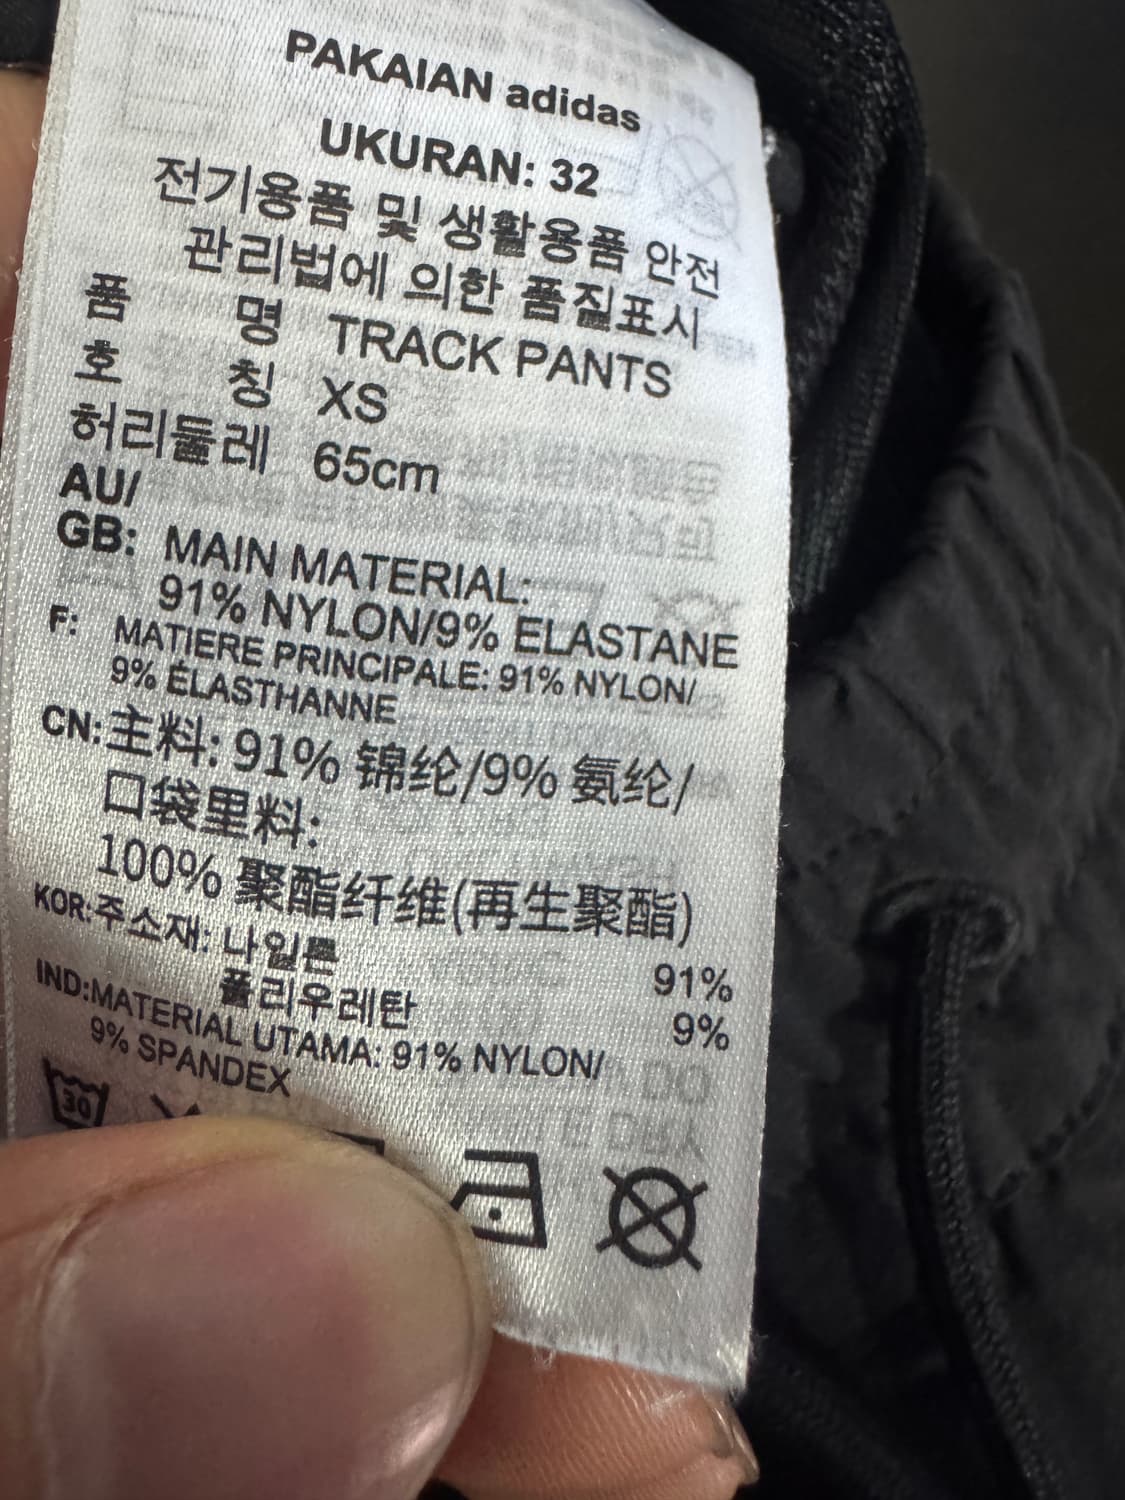 PAKAIAN adidas
UKURAN: 32
전기용품 및 생활용품 안전
관리법에 의한 품질표시
품 명 TRACK PANTS
호 칭 XS
허리둘레 65cm
AU/
GB: MAIN MATERIAL:
91% NYLON/9% ELASTANE
F: MATIERE PRINCIPALE: 91% NYLON/
9% ÉLASTHANNE
CN:主料: 91% 锦纶/9% 氨纶/
口袋里料:
100% 聚酯纤维(再生聚酯)
KOR:주소재: 나일론 91%
폴리우레탄 9%
IND:MATERIAL UTAMA: 91% NYLON/
9% SPANDEX
30